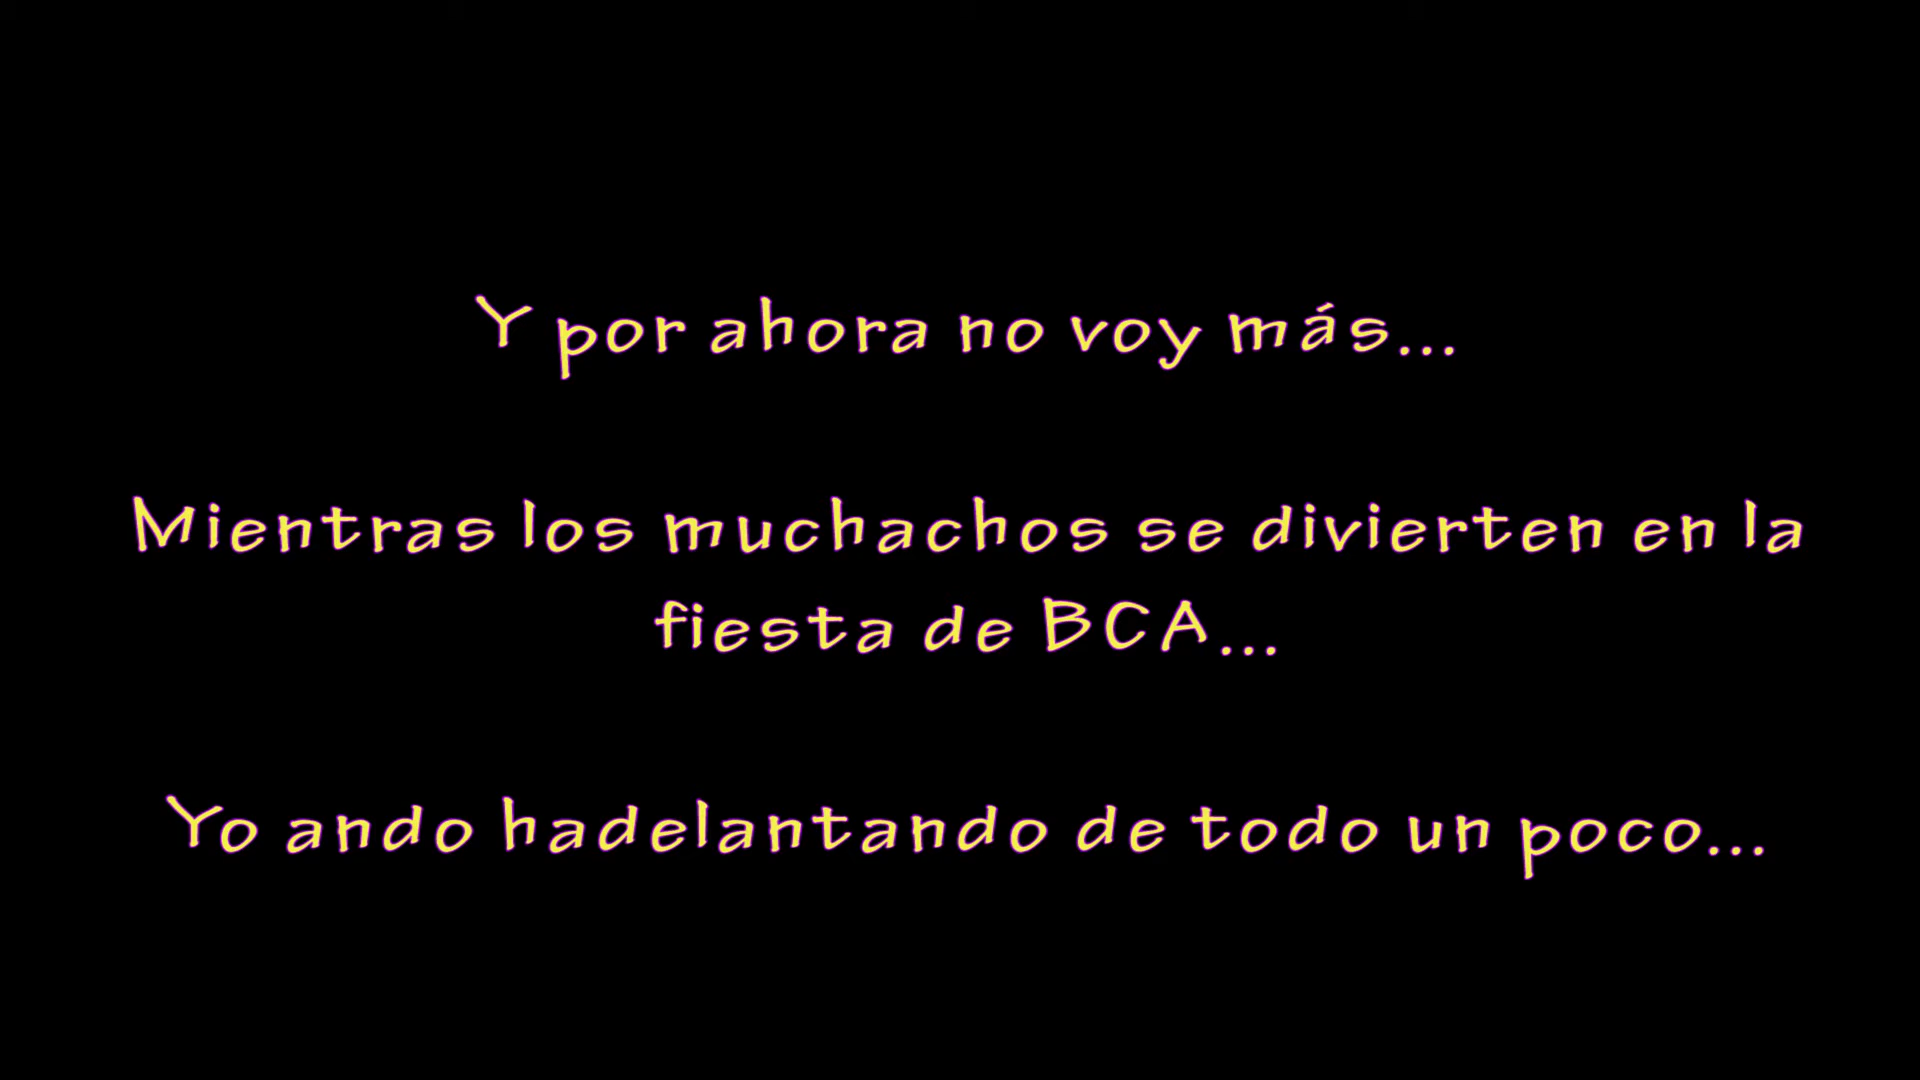 Y por ahora no voy más...
Mientras los muchachos se divierten en la
fiesta de BCA...
Yo ando hadelantando de todo un poco...